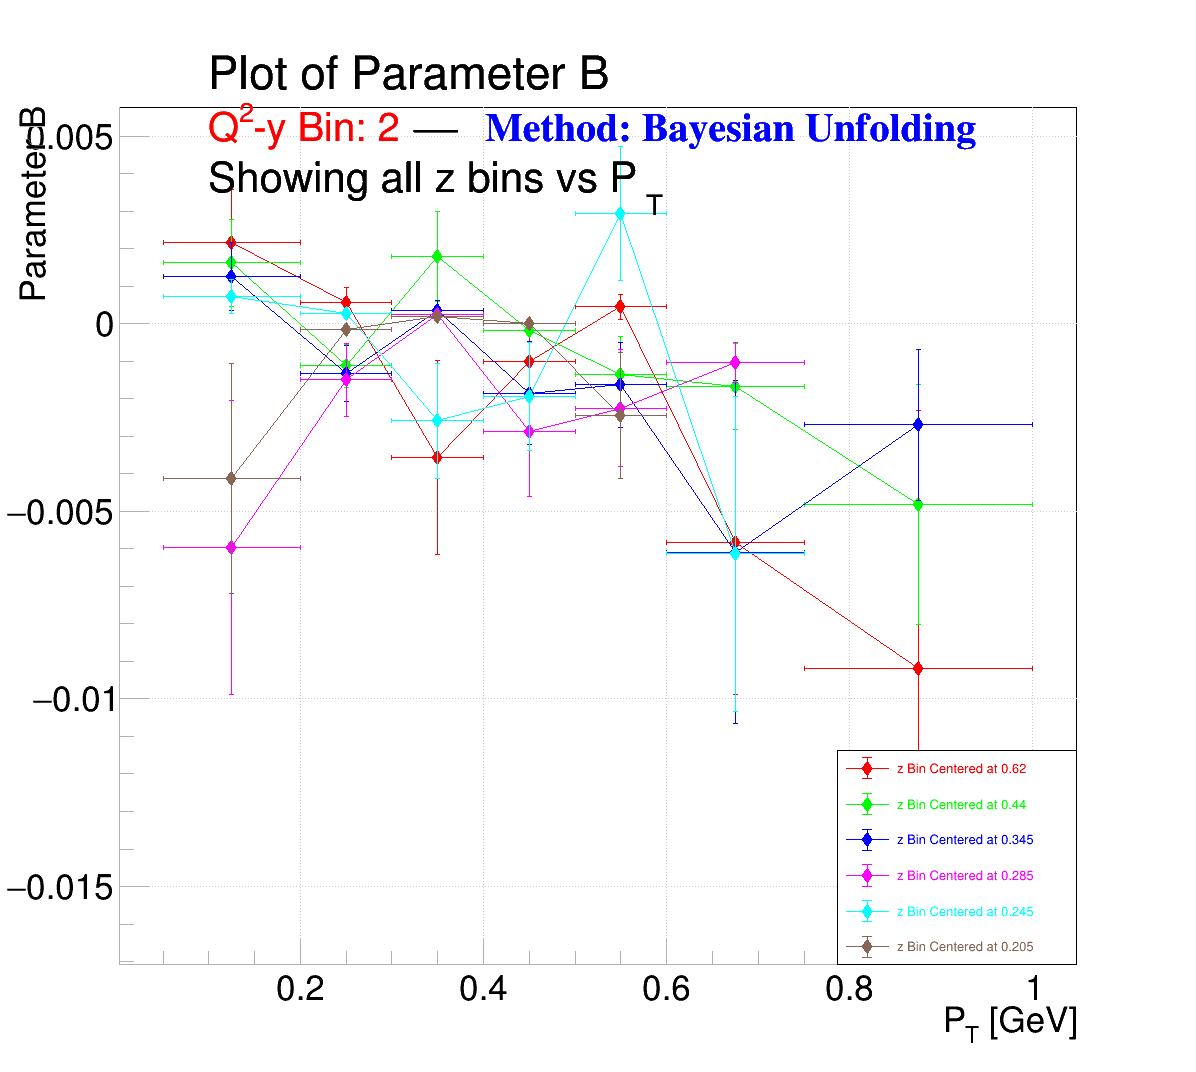 Plot of Parameter B
Q²-y Bin: 2 — Method: Bayesian Unfolding
Showing all z bins vs P_T
Parameter B
0.005
0
−0.005
−0.01
−0.015
0.2 0.4 0.6 0.8 1
P_T [GeV]
z Bin Centered at 0.62
z Bin Centered at 0.44
z Bin Centered at 0.345
z Bin Centered at 0.285
z Bin Centered at 0.245
z Bin Centered at 0.205